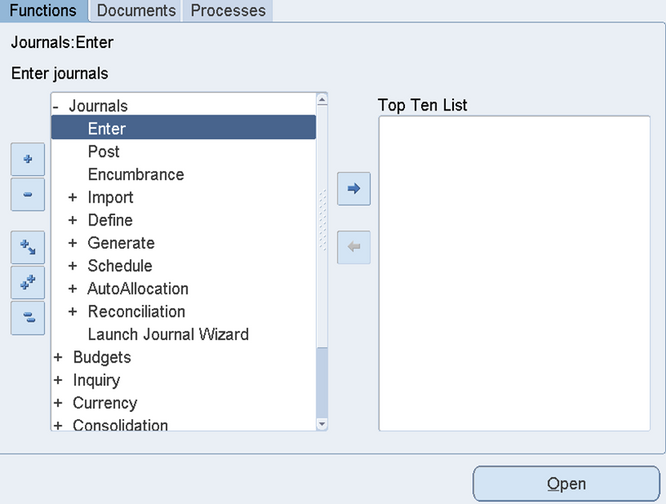 Functions Documents Processes
Journals:Enter
Enter journals
- Journals
Enter
Post
Encumbrance
+ Import
+ Define
+ Generate
+ Schedule
+ AutoAllocation
+ Reconciliation
Launch Journal Wizard
+ Budgets
+ Inquiry
+ Currency
+ Consolidation
Top Ten List
Open